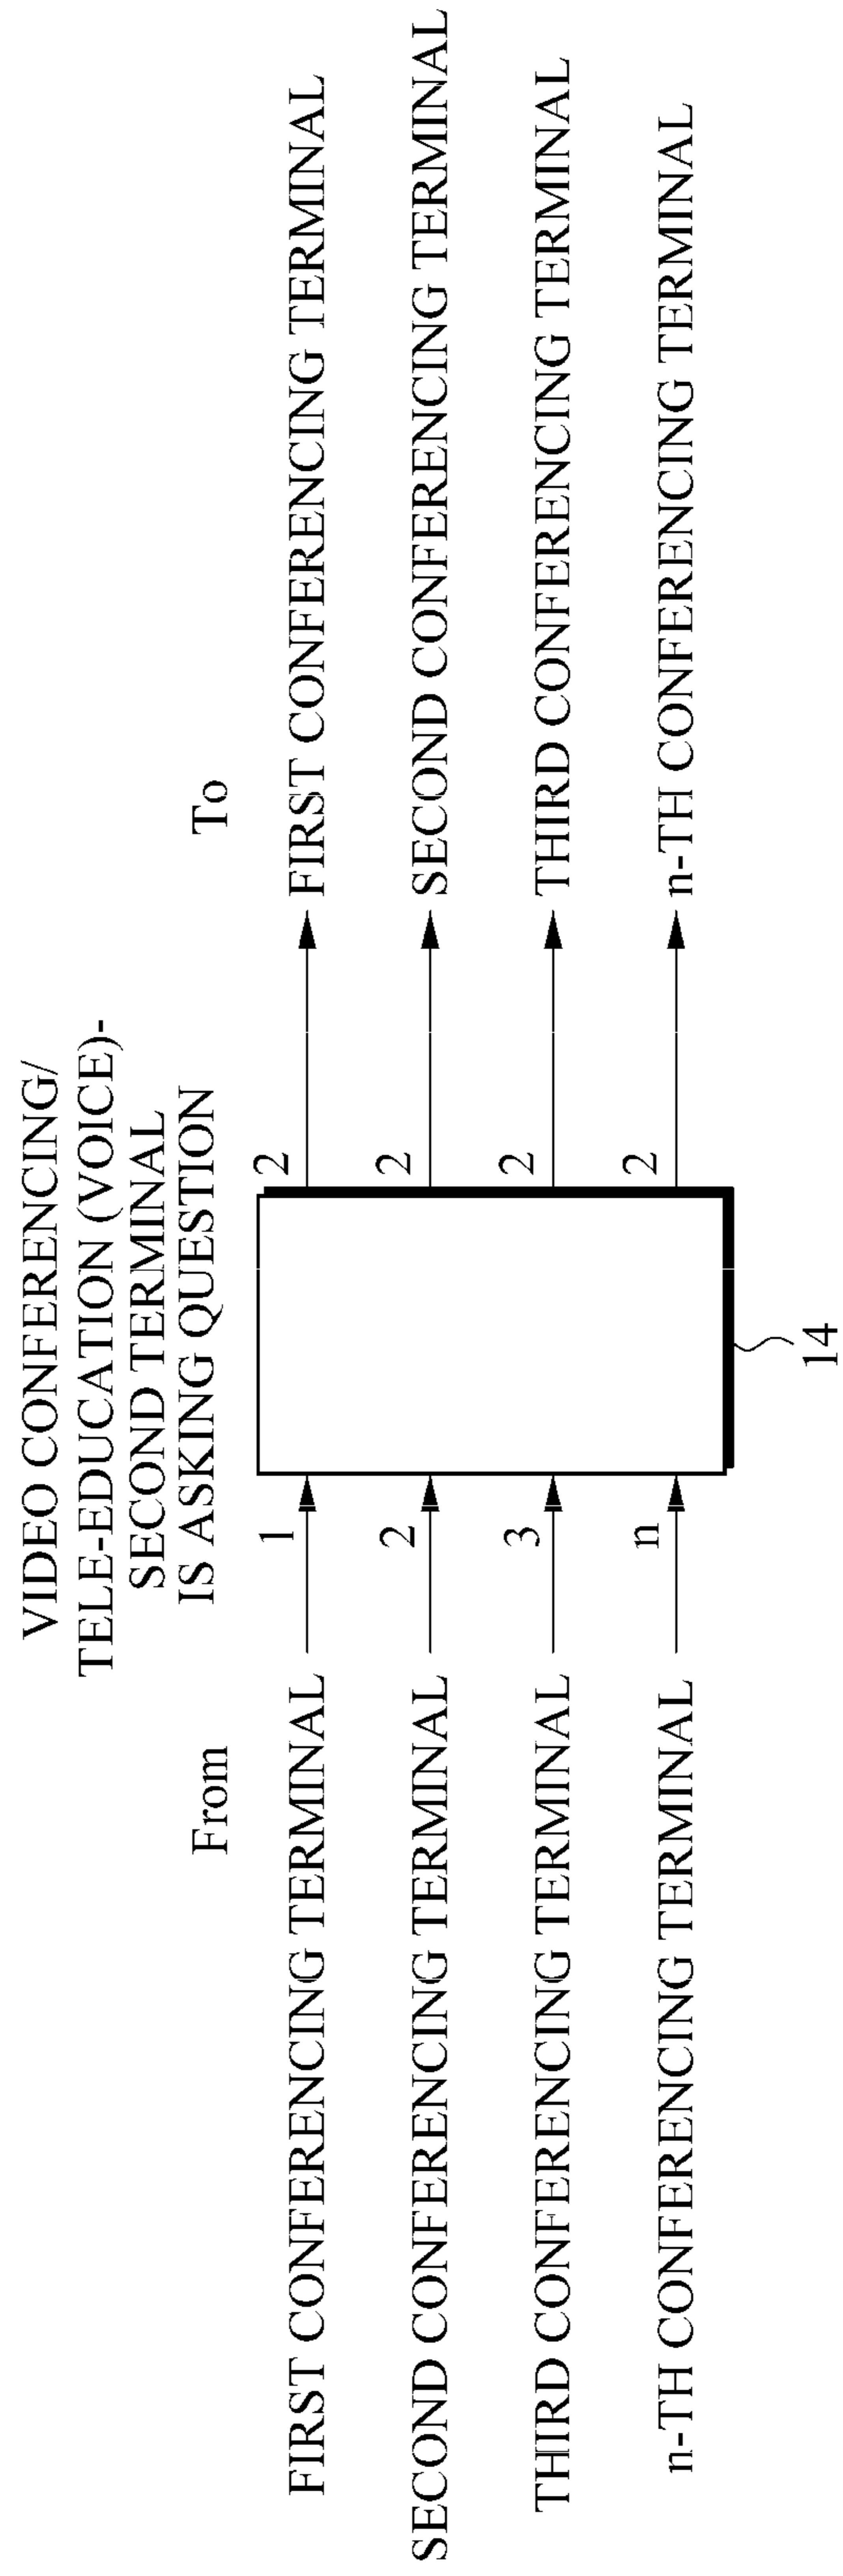 VIDEO CONFERENCING/
TELE-EDUCATION (VOICE)-
SECOND TERMINAL
IS ASKING QUESTION
From
To
FIRST CONFERENCING TERMINAL
1
2
FIRST CONFERENCING TERMINAL
SECOND CONFERENCING TERMINAL
2
2
SECOND CONFERENCING TERMINAL
THIRD CONFERENCING TERMINAL
3
2
THIRD CONFERENCING TERMINAL
n-TH CONFERENCING TERMINAL
n
2
n-TH CONFERENCING TERMINAL
14